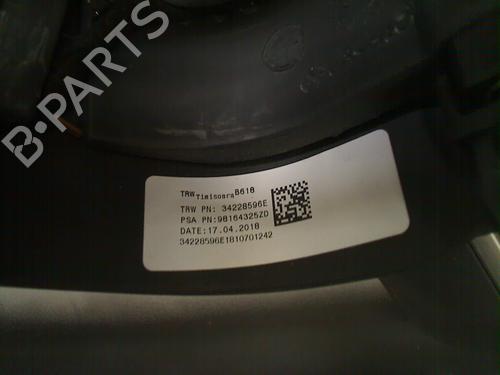 B-PARTS
TRW Timisoara B618
TRW PN: 34228596E
PSA PN:98164325ZD
DATE:17.04.2018
34228596E1810701242